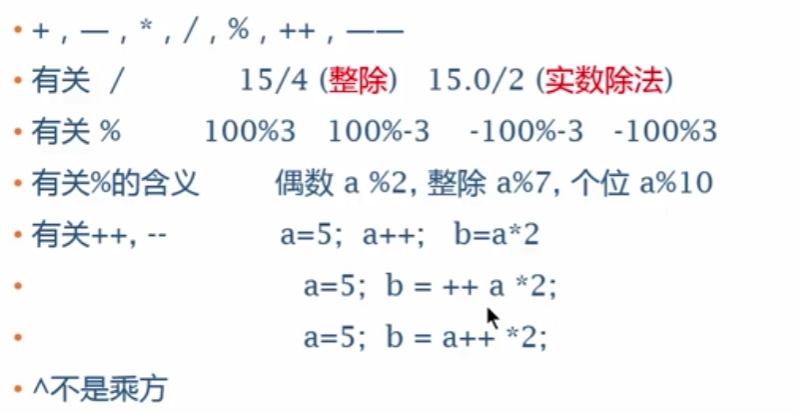 • + , — , * , / , % , ++ , ——
• 有关 / 15/4 (整除) 15.0/2 (实数除法)
• 有关 % 100%3 100%-3 -100%-3 -100%3
• 有关%的含义 偶数 a %2, 整除 a%7, 个位 a%10
• 有关++, -- a=5; a++; b=a*2
• a=5; b = ++ a *2;
• a=5; b = a++ *2;
• ^不是乘方